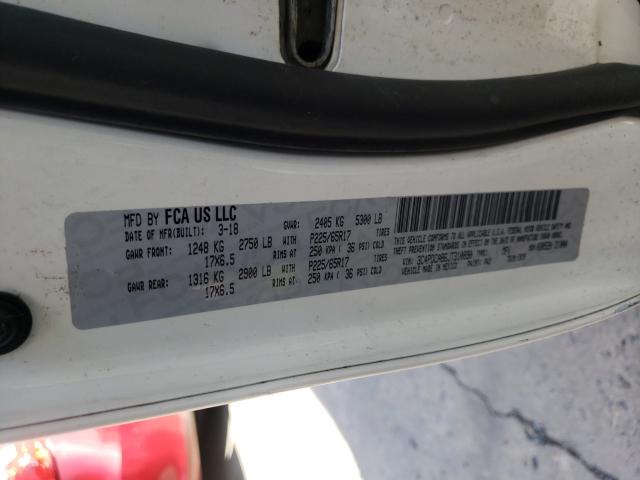 MFD BY FCA US LLC
DATE OF MFR(BUILT): 3-18 GVWR: 2405 KG 5300 LB
GAWR FRONT: 1248 KG 2750 LB WITH P225/65R17 TIRES
17X6.5 RIMS AT 250 KPA ( 36 PSI) COLD
GAWR REAR: 1316 KG 2900 LB WITH P225/65R17 TIRES
17X6.5 RIMS AT 250 KPA ( 36 PSI) COLD
THIS VEHICLE CONFORMS TO ALL APPLICABLE U.S.A. FEDERAL MOTOR VEHICLE SAFETY AND
THEFT PREVENTION STANDARDS IN EFFECT ON THE DATE OF MANUFACTURE SHOWN ABOVE.
VIN:
VEHICLE MADE IN
MEXICO PAINT: PW2